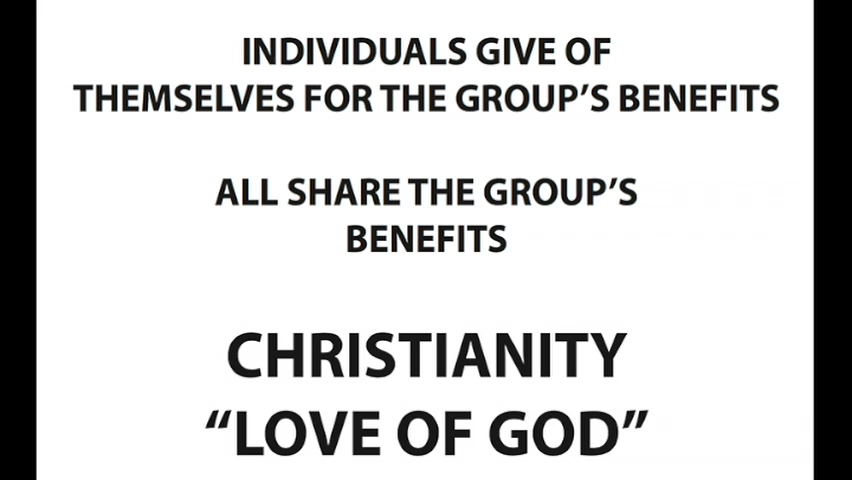 INDIVIDUALS GIVE OF
THEMSELVES FOR THE GROUP’S BENEFITS
ALL SHARE THE GROUP’S
BENEFITS
CHRISTIANITY
“LOVE OF GOD”